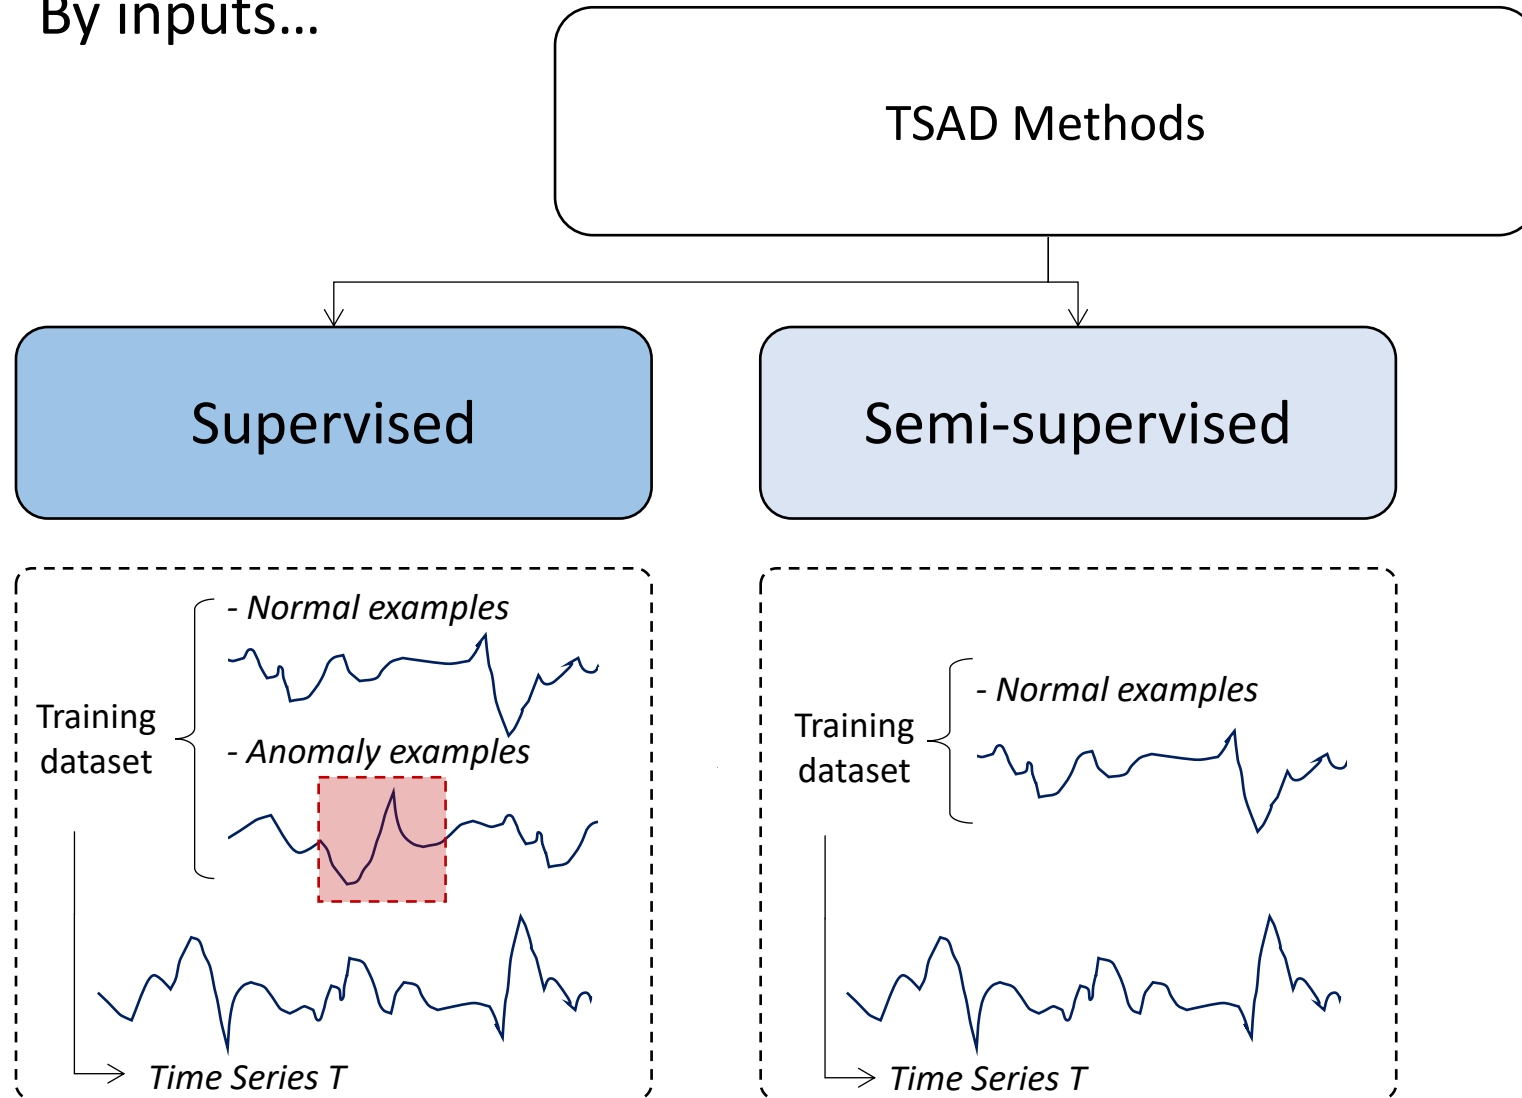 By inputs…
TSAD Methods
Supervised
Semi-supervised
- Normal examples
Training
dataset
- Anomaly examples
Time Series T
- Normal examples
Training
dataset
Time Series T